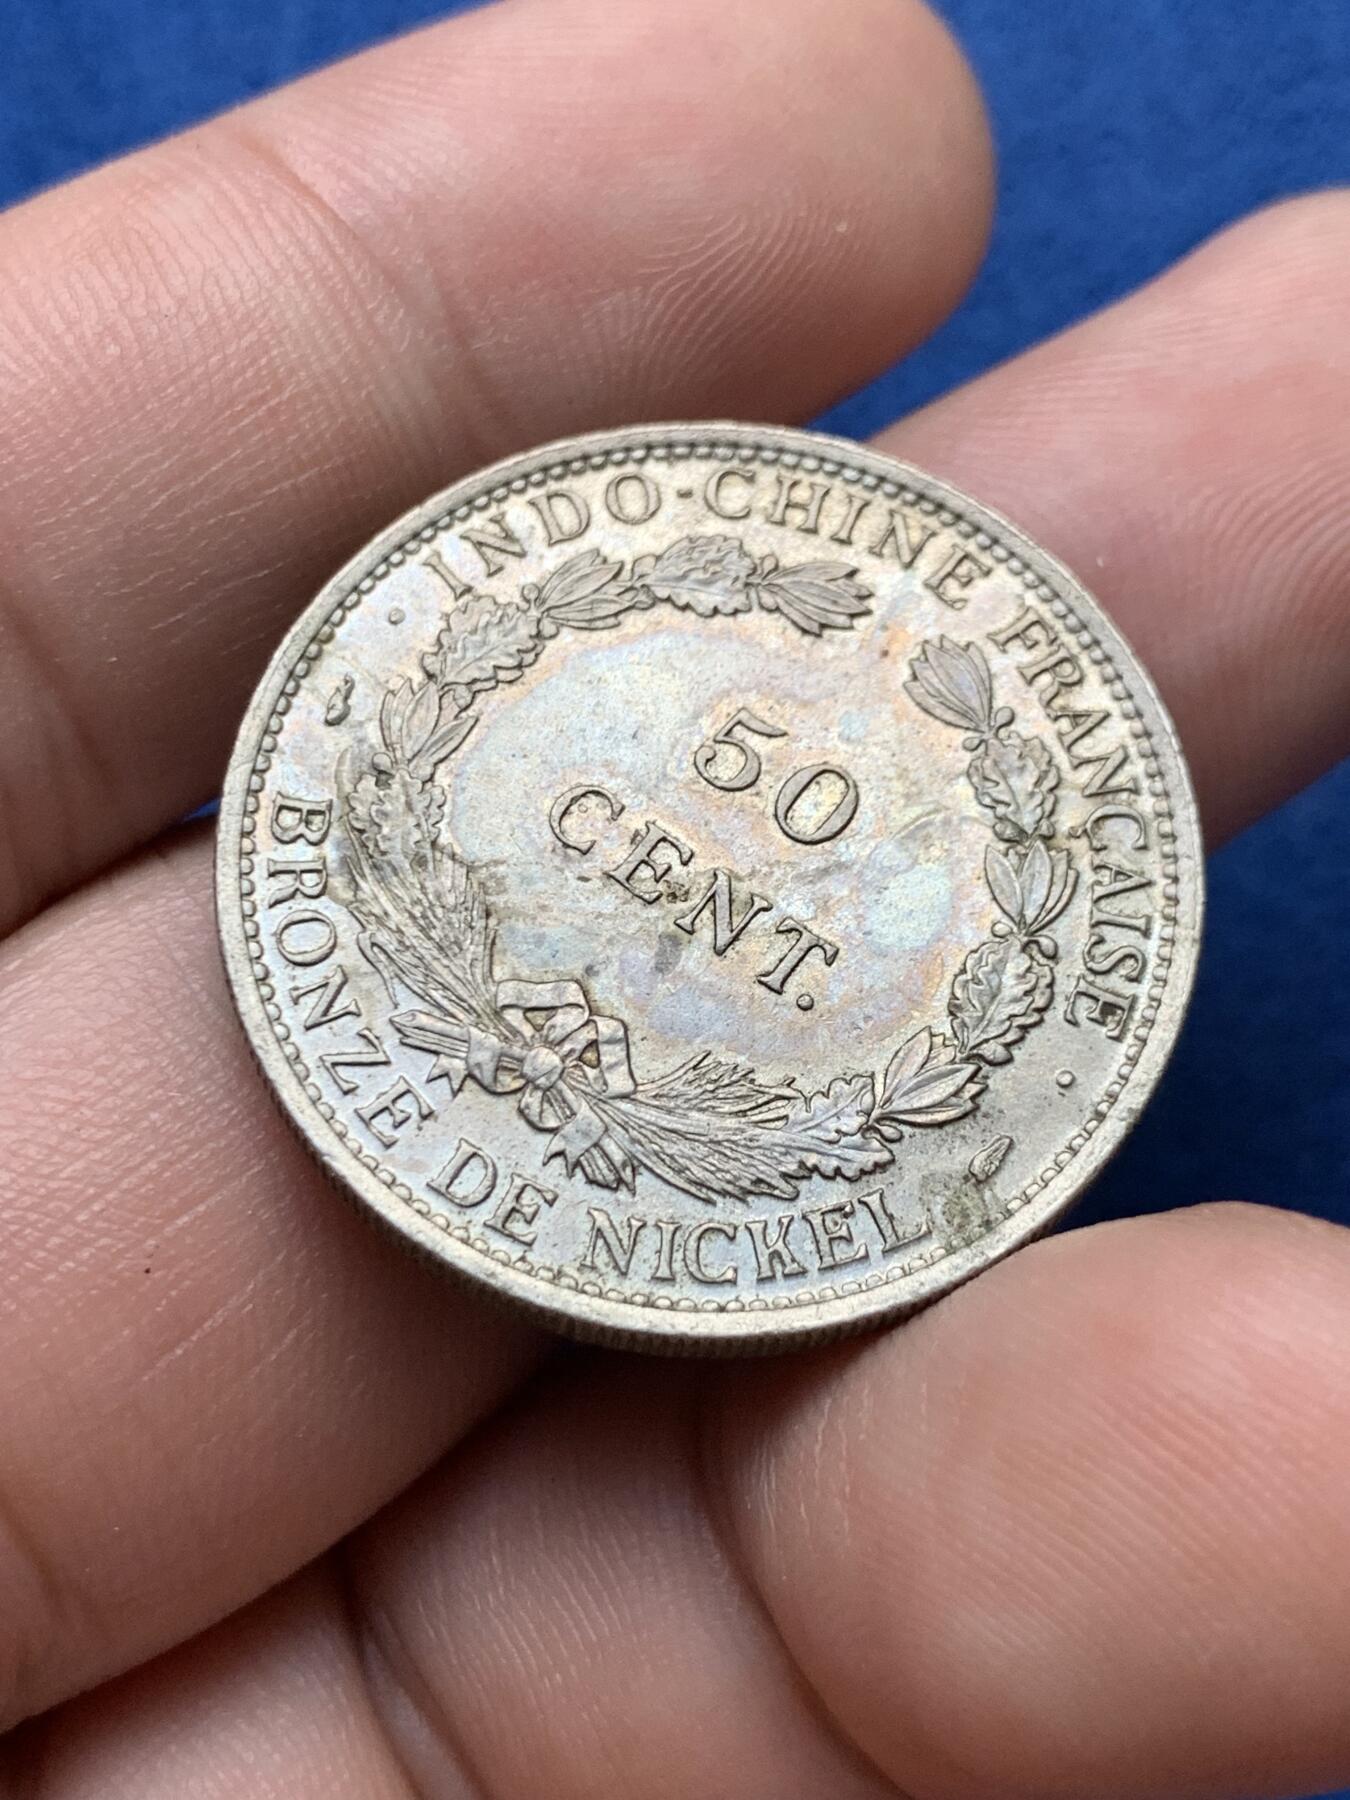 INDO-CHINE FRANÇAISE
50
CENT.
BRONZE DE NICKEL